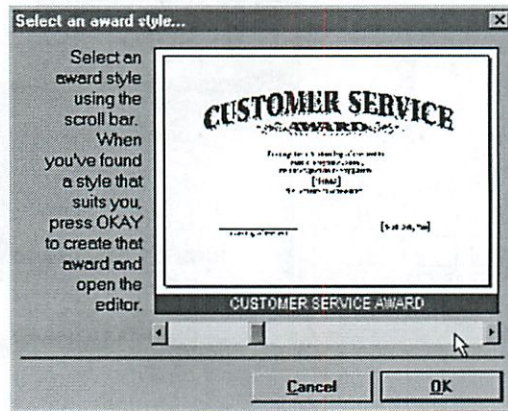 Select an award style...
Select an
award style
using the
scroll bar.
When
you've found
a style that
suits you,
press OKAY
to create that
award and
open the
editor.
CUSTOMER SERVICE
AWARD
CUSTOMER SERVICE AWARD
Cancel
OK